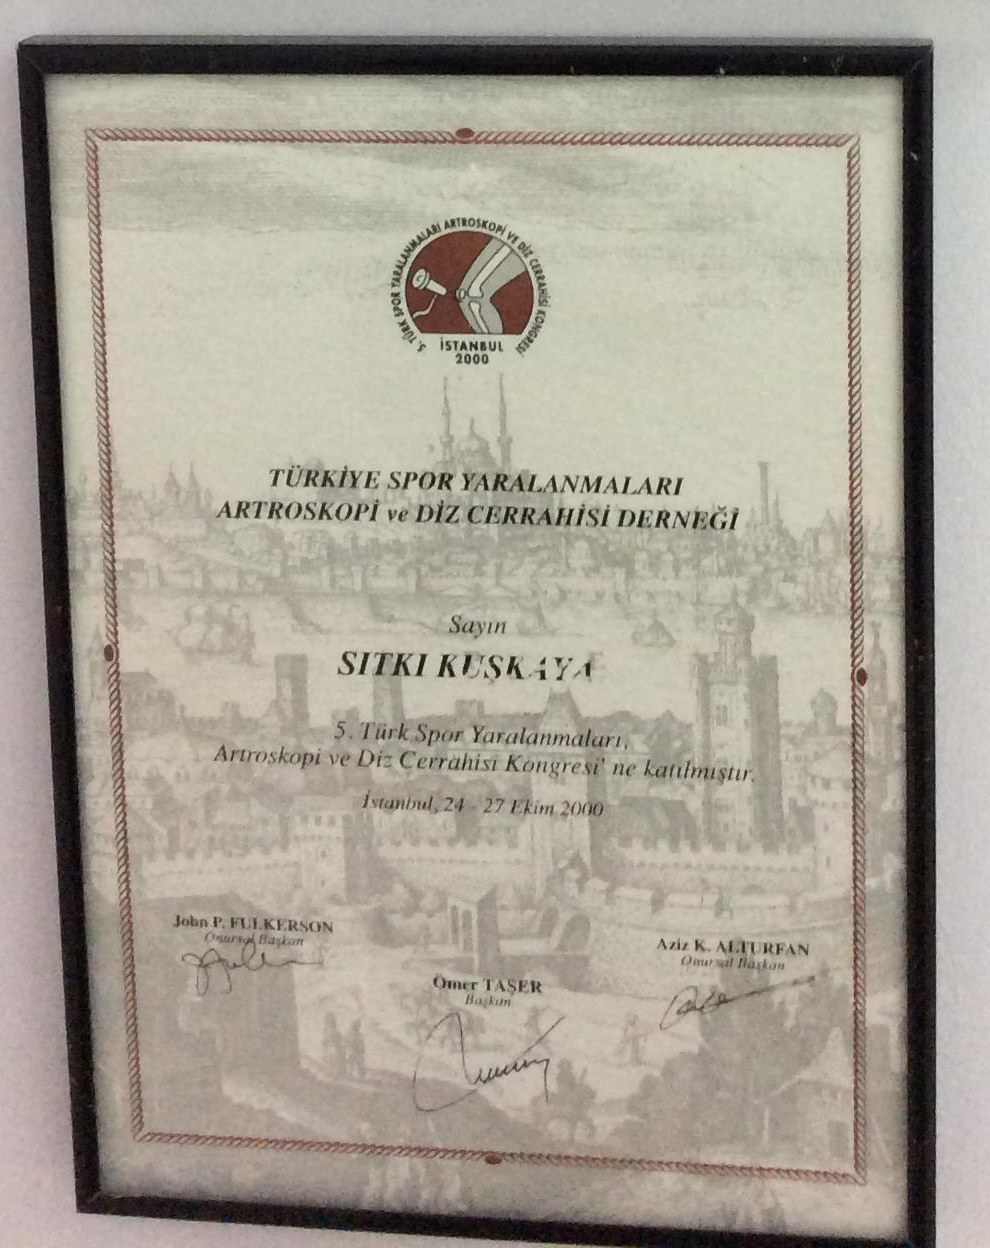 5. TÜRK SPOR YARALANMALARI ARTROSKOPİ VE DİZ CERRAHİSİ KONGRESİ
İSTANBUL
2000
TÜRKİYE SPOR YARALANMALARI
ARTROSKOPİ ve DİZ CERRAHİSİ DERNEĞİ
Sayın
SITKI KUŞKAYA
5. Türk Spor Yaralanmaları,
Artroskopi ve Diz Cerrahisi Kongresi' ne katılmıştır.
İstanbul, 24 - 27 Ekim 2000
John P. FULKERSON
Onursal Başkan
Aziz K. ALTURFAN
Onursal Başkan
Ömer TAŞER
Başkan